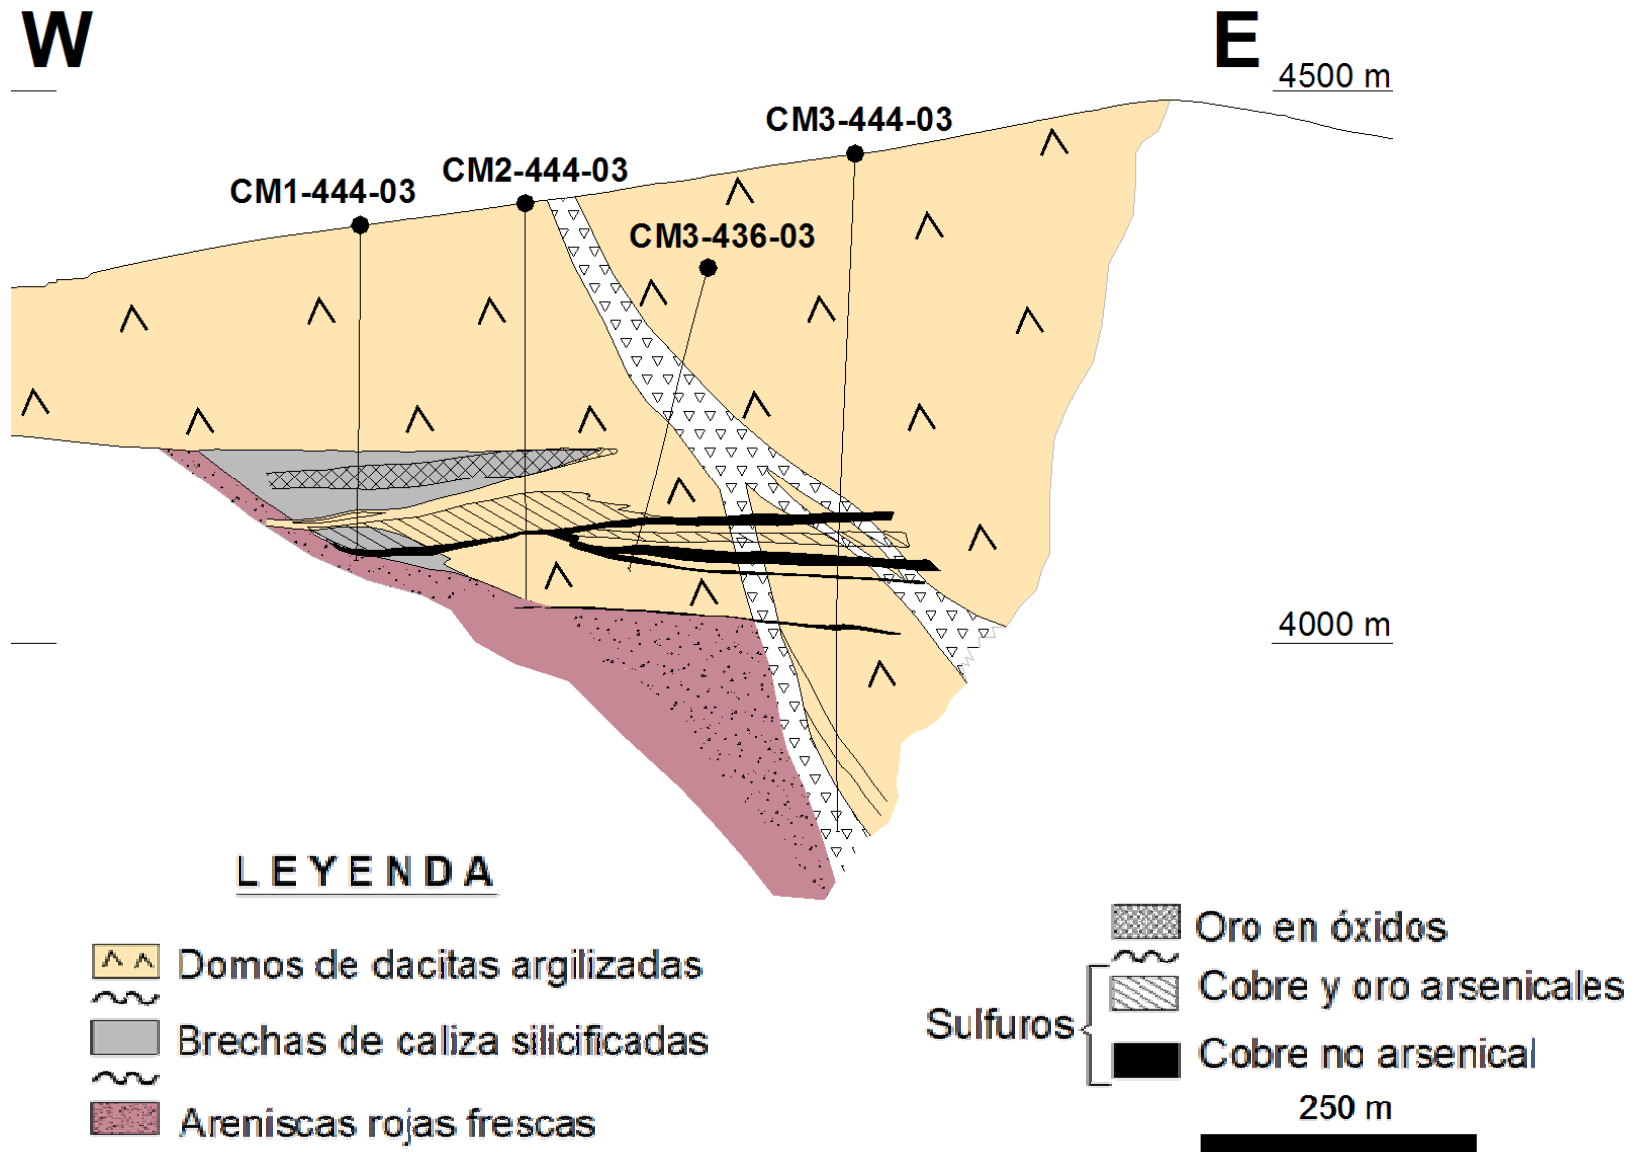 W
E
4500 m
CM3-444-03
CM2-444-03
CM1-444-03
CM3-436-03
4000 m
LEYENDA
Domos de dacitas argilizadas
Brechas de caliza silicificadas
Areniscas rojas frescas
Oro en óxidos
Sulfuros
Cobre y oro arsenicales
Cobre no arsenical
250 m